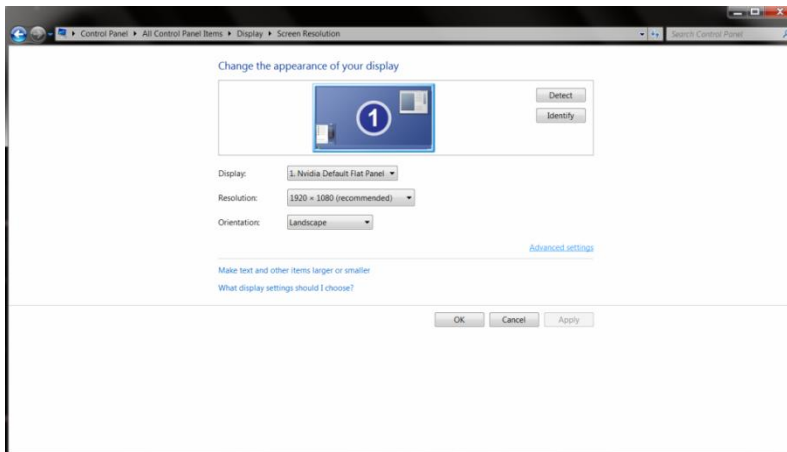 Control Panel ▸ All Control Panel Items ▸ Display ▸ Screen Resolution
Search Control Panel
Change the appearance of your display
1
Detect
Identify
Display: 1. Nvidia Default Flat Panel
Resolution: 1920 × 1080 (recommended)
Orientation: Landscape
Advanced settings
Make text and other items larger or smaller
What display settings should I choose?
OK Cancel Apply